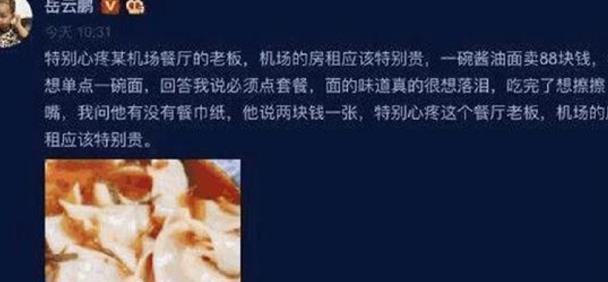 岳云鹏
今天 10:31
特别心疼某机场餐厅的老板，机场的房租应该特别贵，一碗酱油面卖88块钱，
想单点一碗面，回答我说必须点套餐，面的味道真的很想落泪，吃完了想擦擦
嘴，我问他有没有餐巾纸，他说两块钱一张，特别心疼这个餐厅老板，机场的
租应该特别贵。